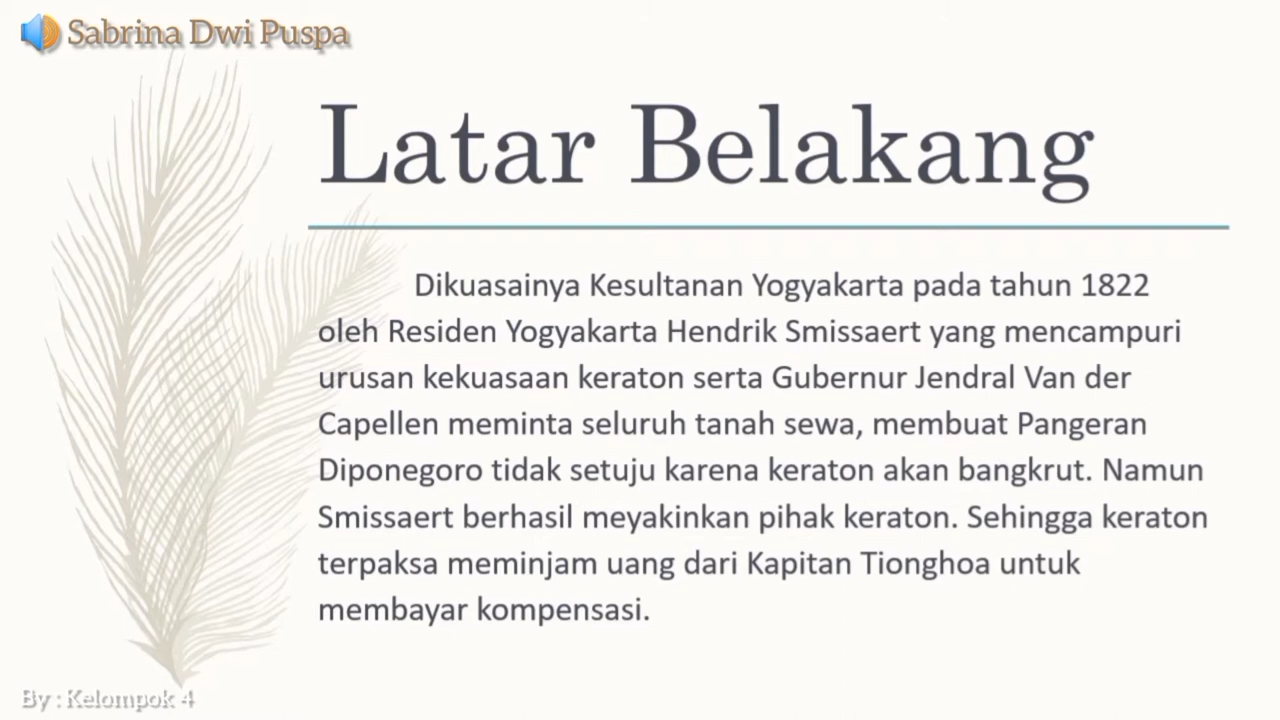 Sabrina Dwi Puspa
Latar Belakang
Dikuasainya Kesultanan Yogyakarta pada tahun 1822
oleh Residen Yogyakarta Hendrik Smissaert yang mencampuri
urusan kekuasaan keraton serta Gubernur Jendral Van der
Capellen meminta seluruh tanah sewa, membuat Pangeran
Diponegoro tidak setuju karena keraton akan bangkrut. Namun
Smissaert berhasil meyakinkan pihak keraton. Sehingga keraton
terpaksa meminjam uang dari Kapitan Tionghoa untuk
membayar kompensasi.
By : Kelompok 4